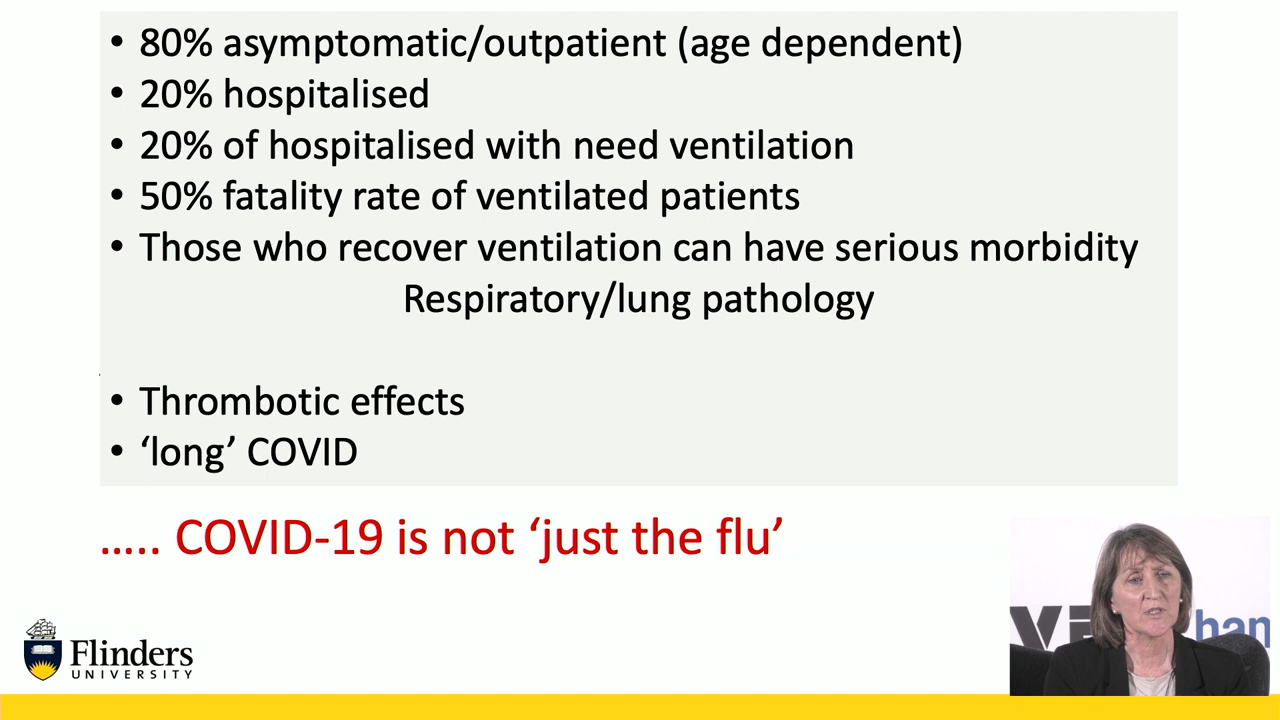 • 80% asymptomatic/outpatient (age dependent)
• 20% hospitalised
• 20% of hospitalised with need ventilation
• 50% fatality rate of ventilated patients
• Those who recover ventilation can have serious morbidity
Respiratory/lung pathology
• Thrombotic effects
• ‘long’ COVID
….. COVID-19 is not ‘just the flu’
Flinders
UNIVERSITY